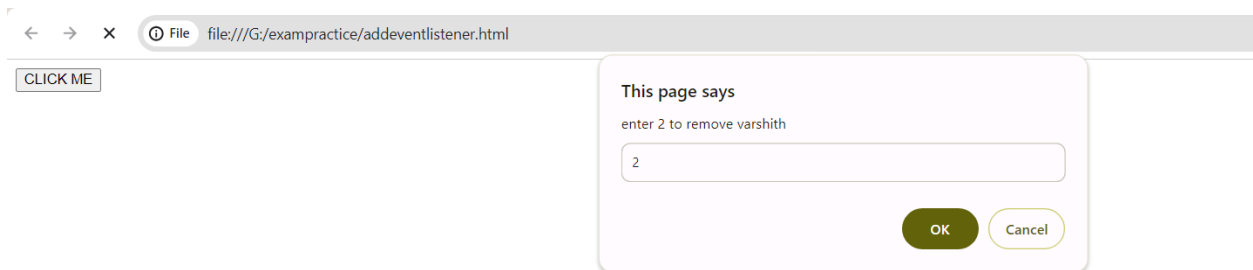 File file:///G:/exampractice/addeventlistener.html
CLICK ME
This page says
enter 2 to remove varshith
2
OK Cancel